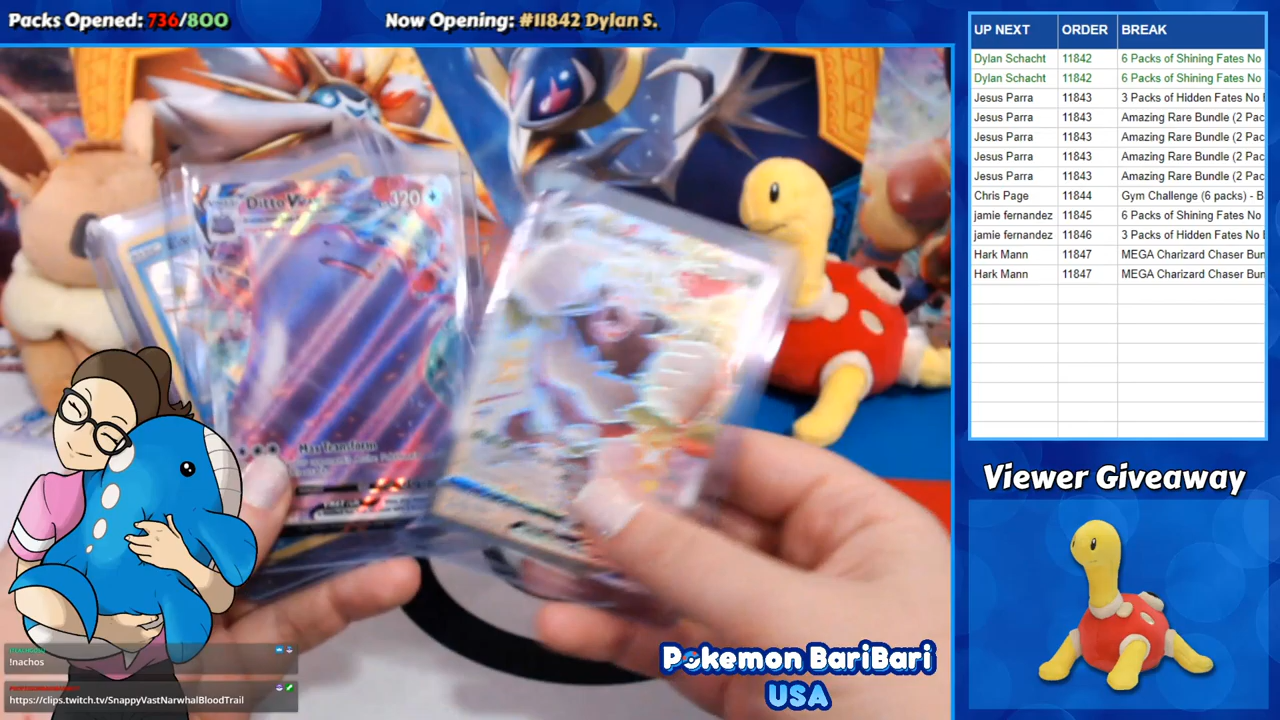 Packs Opened: 736/800
Now Opening: #11842 Dylan S.
UP NEXT ORDER BREAK
Dylan Schacht 11842 6 Packs of Shining Fates No
Dylan Schacht 11842 6 Packs of Shining Fates No
Jesus Parra 11843 3 Packs of Hidden Fates No
Jesus Parra 11843 Amazing Rare Bundle (2 Pac
Jesus Parra 11843 Amazing Rare Bundle (2 Pac
Jesus Parra 11843 Amazing Rare Bundle (2 Pac
Jesus Parra 11843 Amazing Rare Bundle (2 Pac
Chris Page 11844 Gym Challenge (6 packs) - B
jamie fernandez 11845 6 Packs of Shining Fates No
jamie fernandez 11846 3 Packs of Hidden Fates No
Hark Mann 11847 MEGA Charizard Chaser Bun
Hark Mann 11847 MEGA Charizard Chaser Bun
Viewer Giveaway
Ditto
320
Max Transform
!nachos
https://clips.twitch.tv/SnappyVastNarwhalBloodTrail
Pokemon BariBari
USA